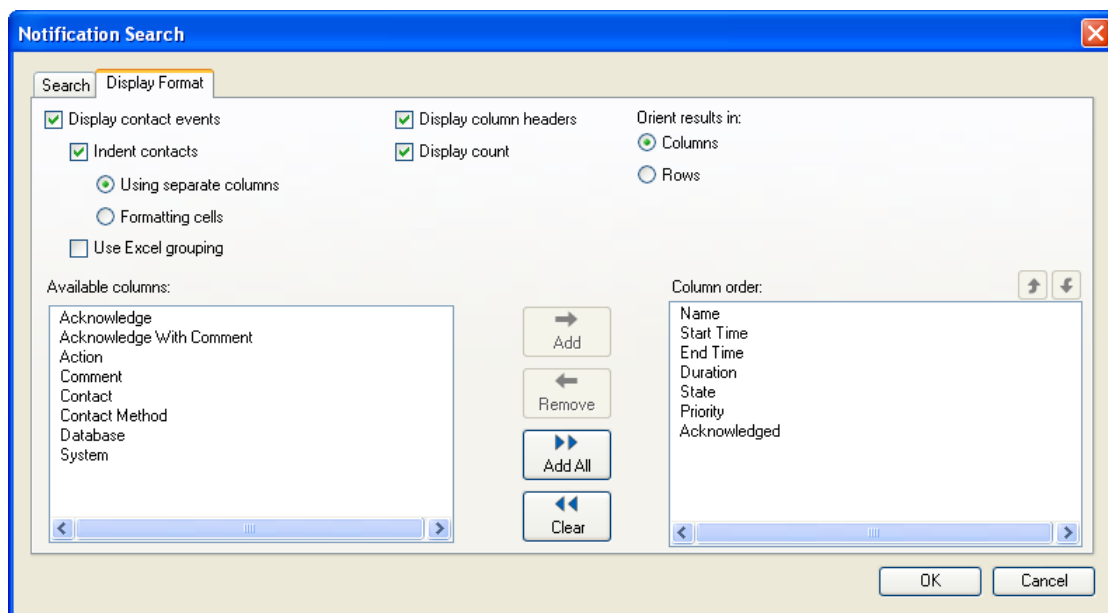 Notification Search
Search Display Format
Display contact events
Indent contacts
Using separate columns
Formatting cells
Use Excel grouping
Display column headers
Display count
Orient results in:
Columns
Rows
Available columns:
Acknowledge
Acknowledge With Comment
Action
Comment
Contact
Contact Method
Database
System
Add
Remove
Add All
Clear
Column order:
Name
Start Time
End Time
Duration
State
Priority
Acknowledged
OK Cancel